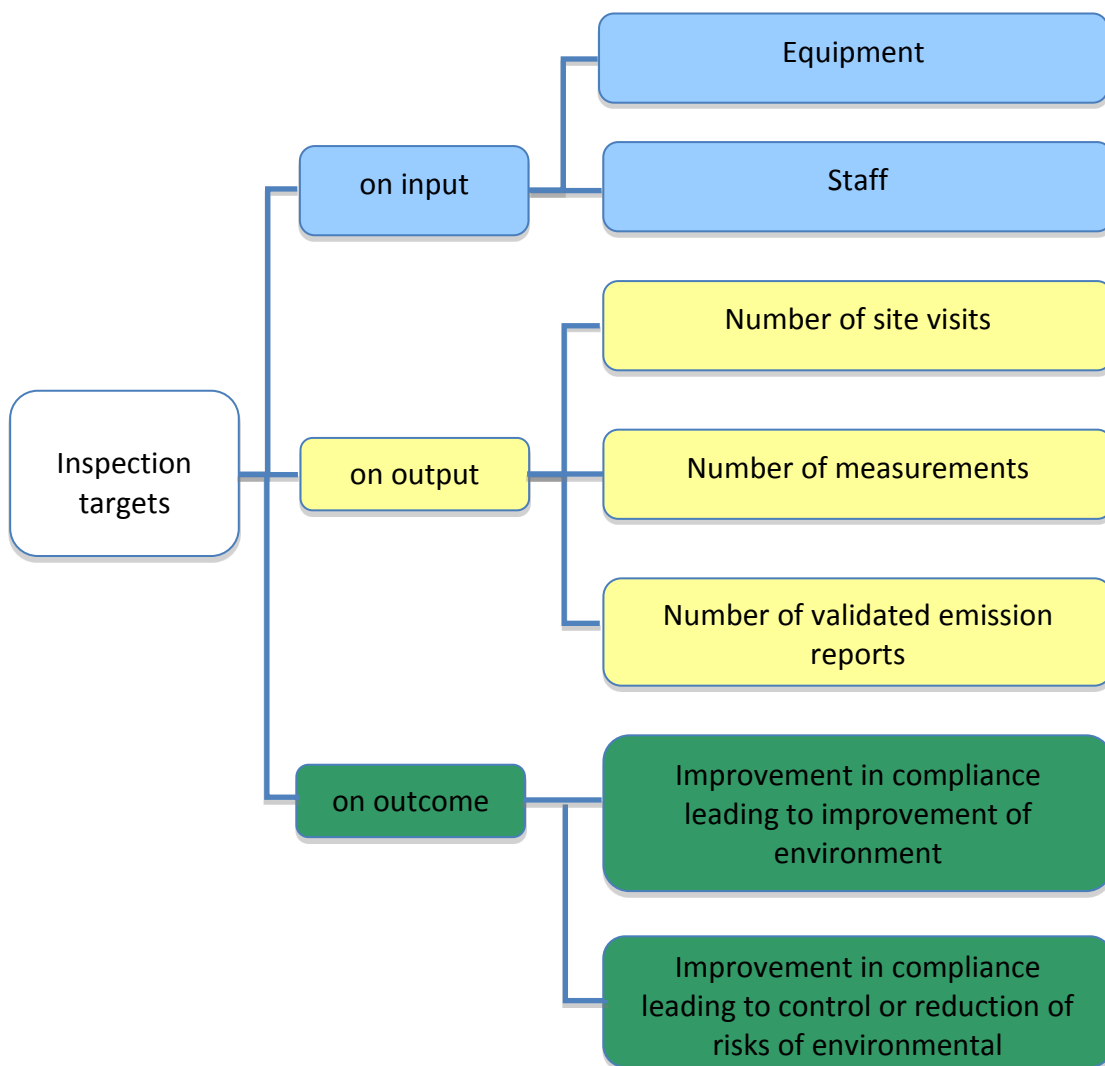 Equipment
on input
Staff
Number of site visits
Inspection
targets
on output
Number of measurements
Number of validated emission
reports
on outcome
Improvement in compliance
leading to improvement of
environment
Improvement in compliance
leading to control or reduction of
risks of environmental